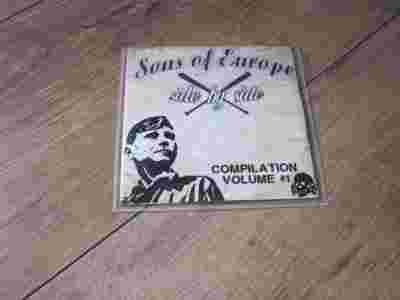 Sons of Europe
side by side
COMPILATION
VOLUME #1